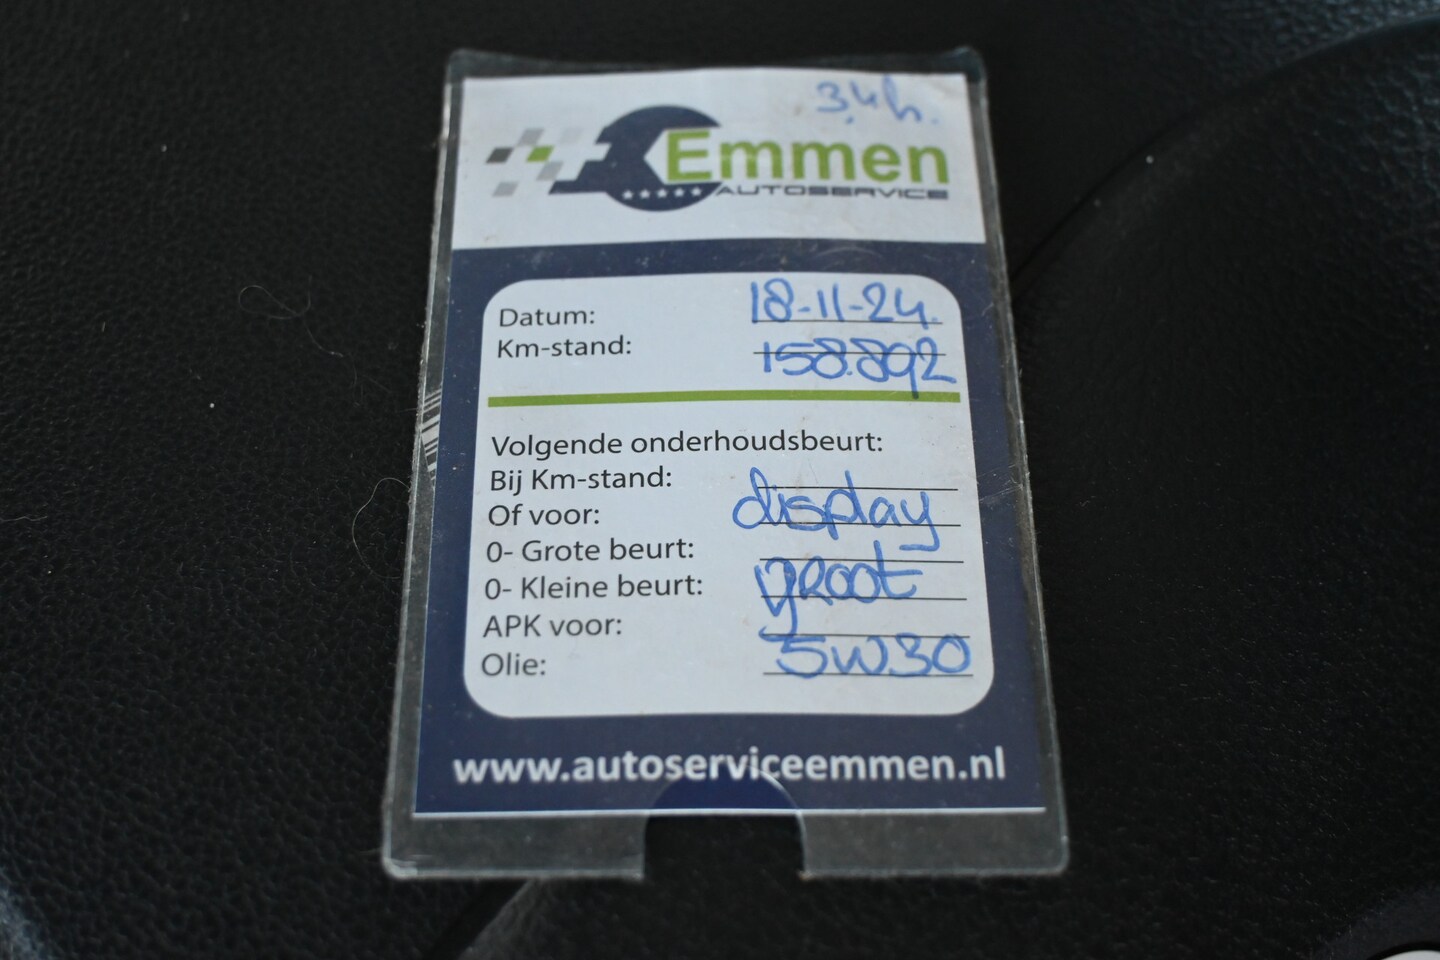 3,4h.
Emmen
AUTOSERVICE
Datum: 18-11-24.
Km-stand: 158.892
Volgende onderhoudsbeurt:
Bij Km-stand:
Of voor: display
0- Grote beurt:
0- Kleine beurt: groot
APK voor:
Olie: 5W30
www.autoserviceemmen.nl